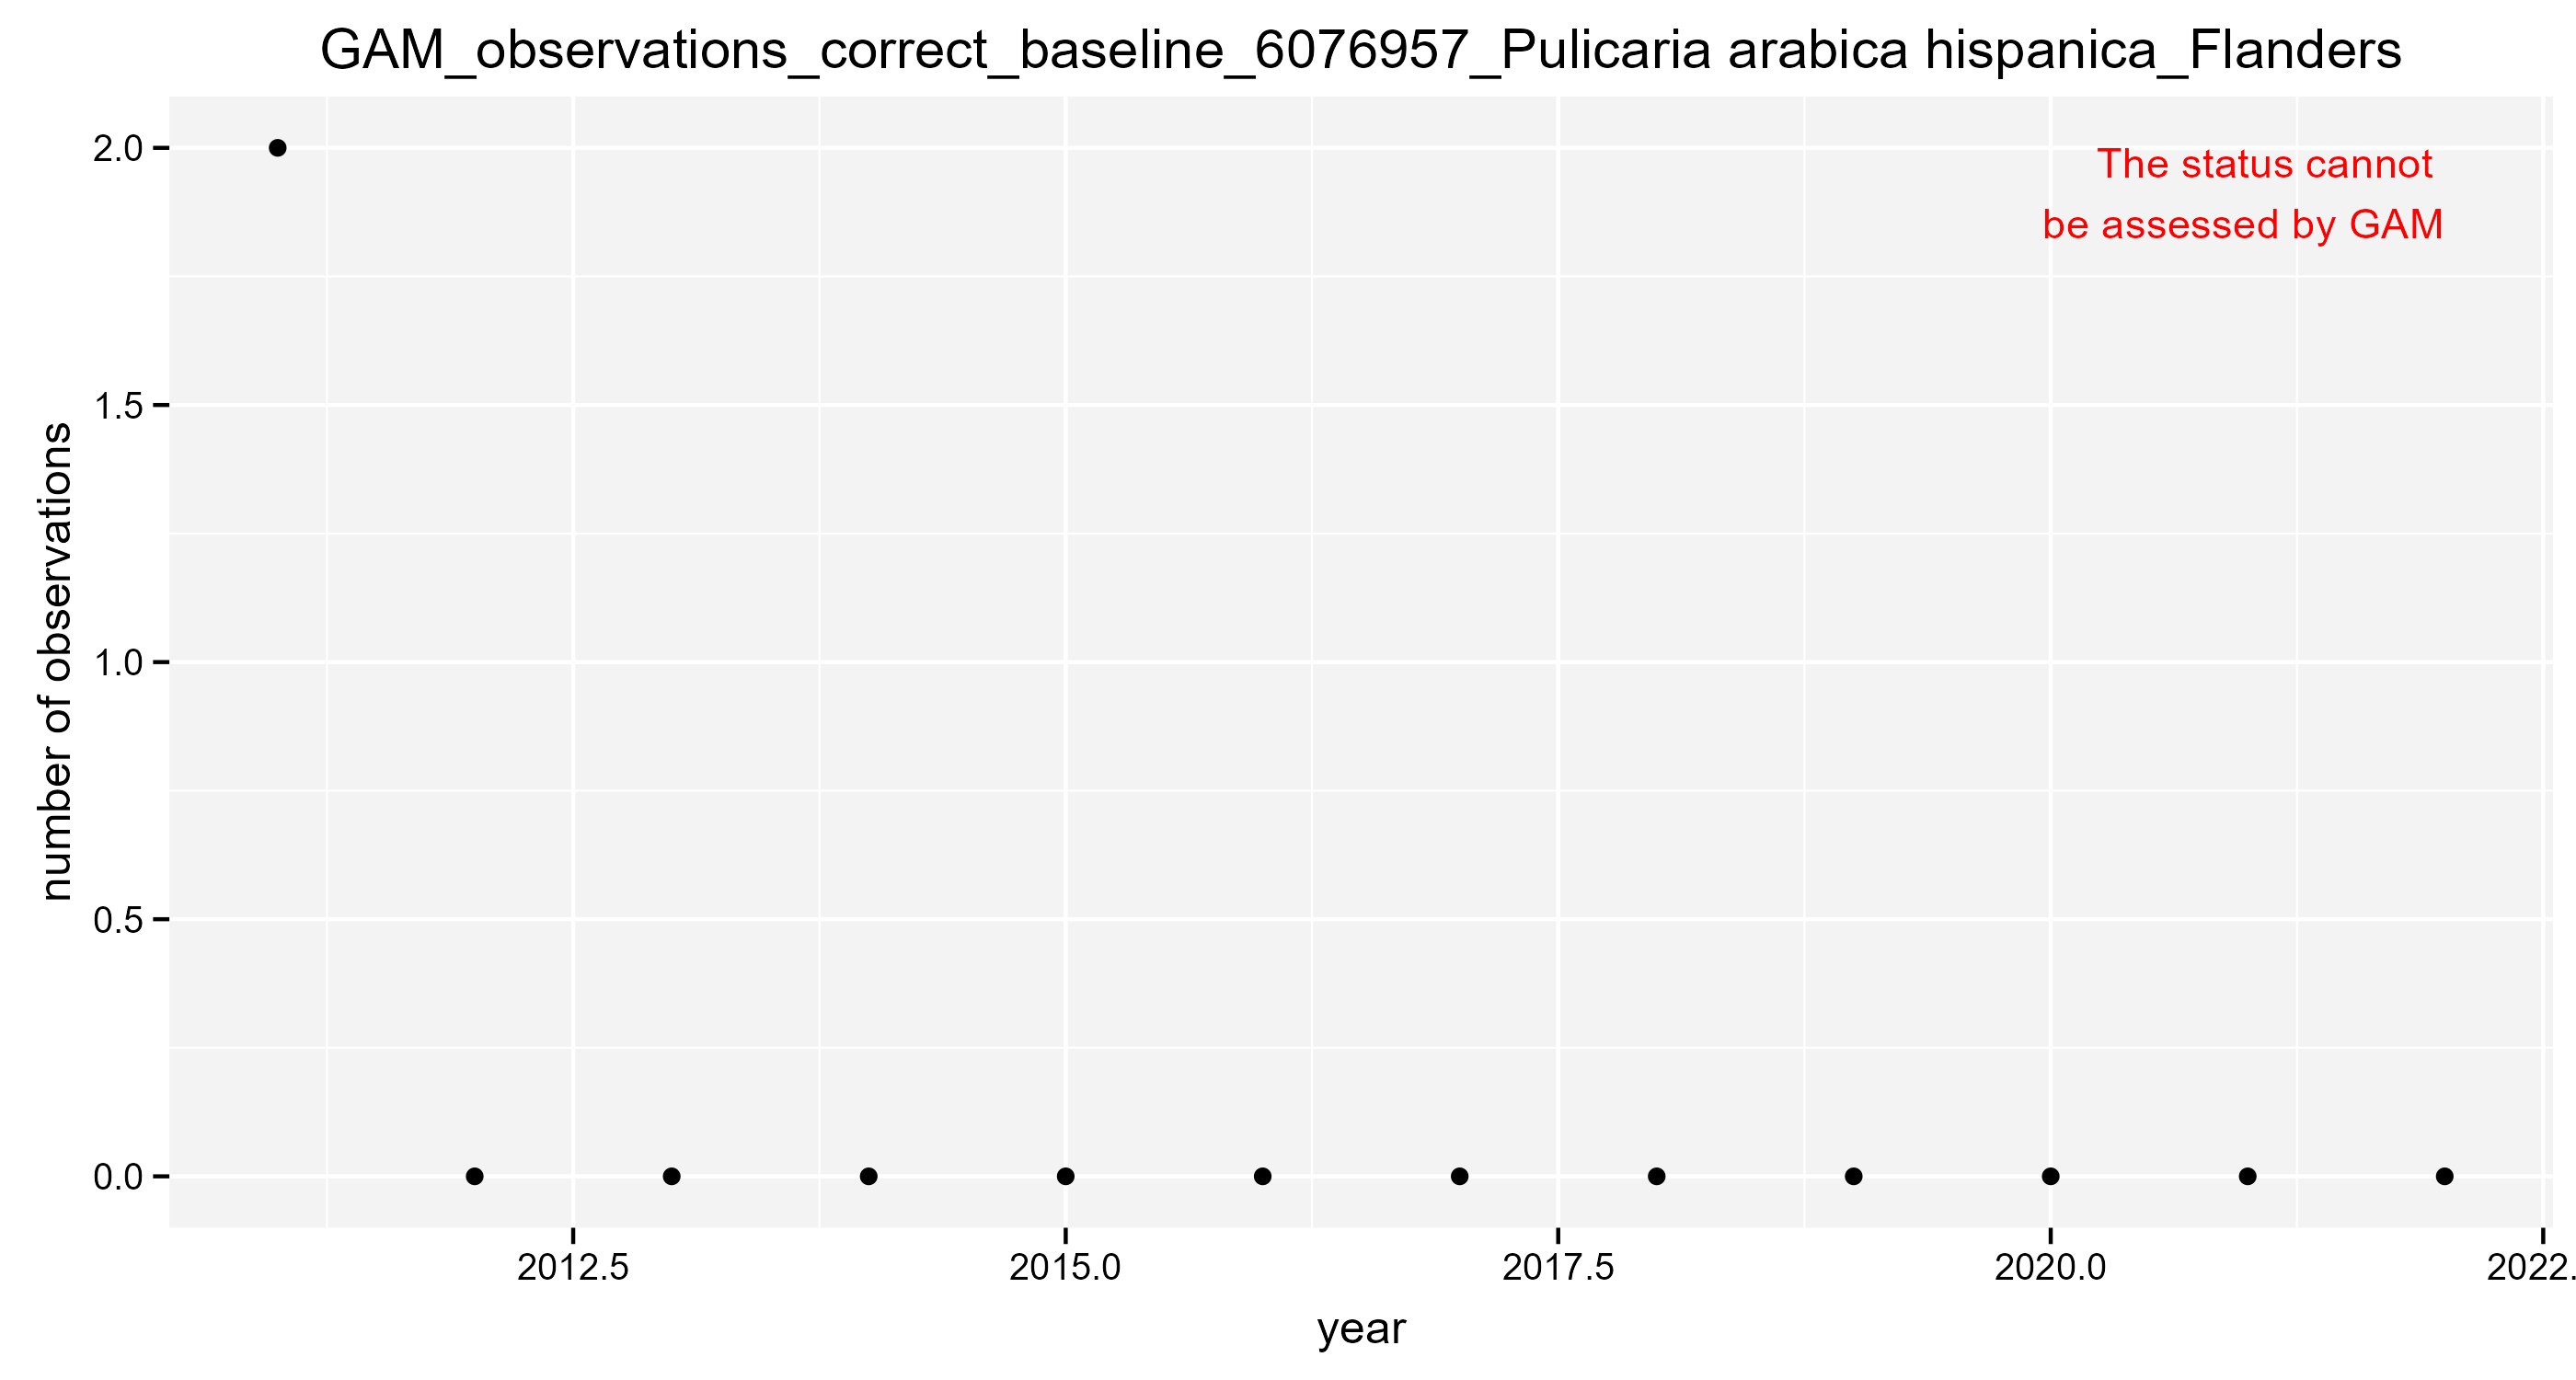 GAM_observations_correct_baseline_6076957_Pulicaria arabica hispanica_Flanders
The status cannot
be assessed by GAM
number of observations
2.0
1.5
1.0
0.5
0.0
2012.5
2015.0
2017.5
2020.0
2022.
year